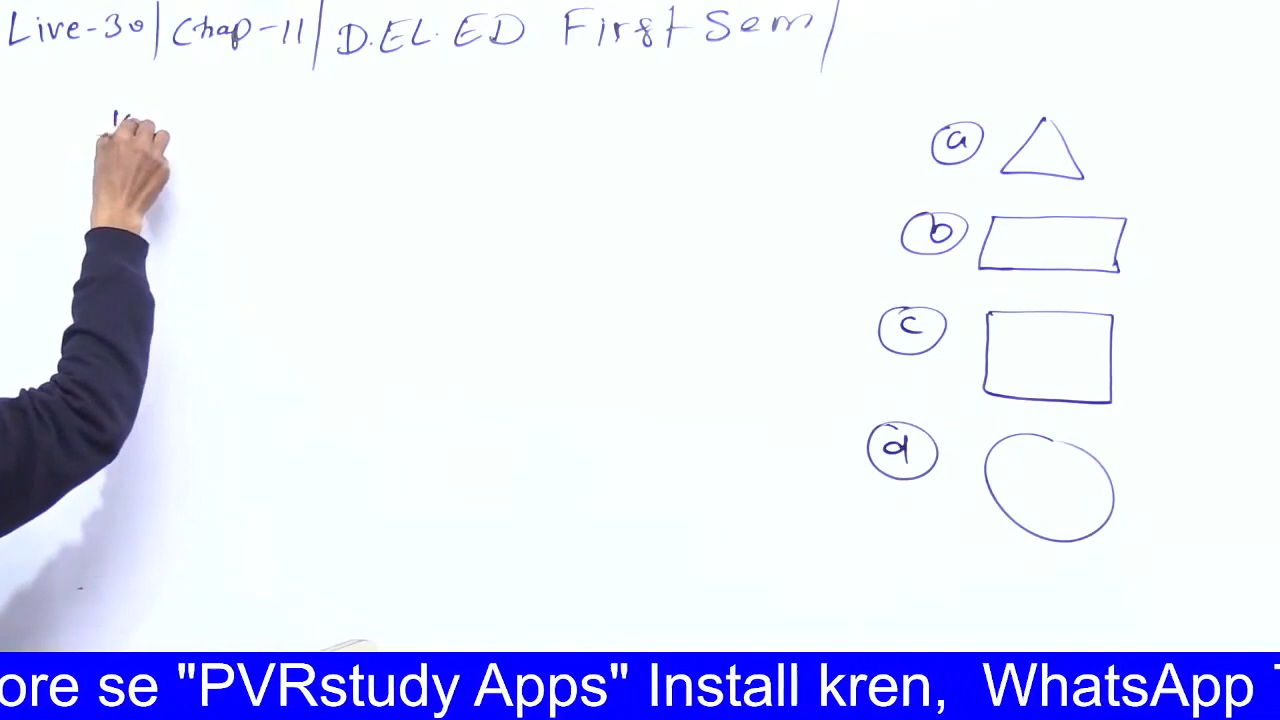 Live-30/Chap-11/D.EL.ED First Sem/
a
b
c
d
ore se "PVRstudy Apps" Install kren, WhatsApp